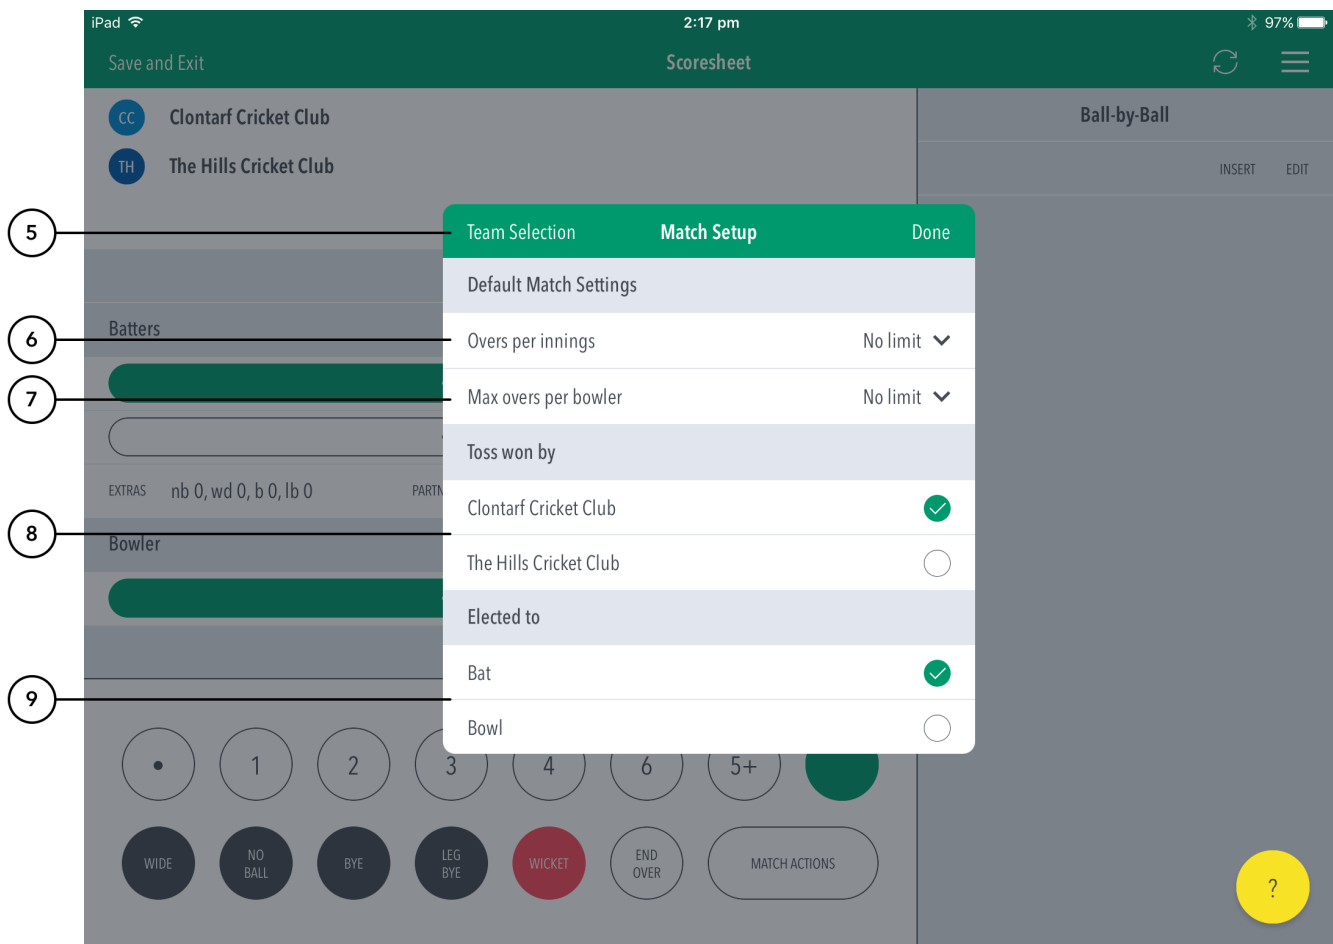 iPad 2:17 pm 97%
Save and Exit Scoresheet
CC Clontarf Cricket Club Ball-by-Ball
TH The Hills Cricket Club INSERT EDIT
5 Team Selection Match Setup Done
Default Match Settings
Batters
6 Overs per innings No limit
7 Max overs per bowler No limit
Toss won by
EXTRAS nb 0, wd 0, b 0, lb 0
Clontarf Cricket Club
8
Bowler
The Hills Cricket Club
Elected to
Bat
9
Bowl
• 1 2 3 4 6 5+
WIDE NO BALL BYE LEG BYE WICKET END OVER MATCH ACTIONS
?